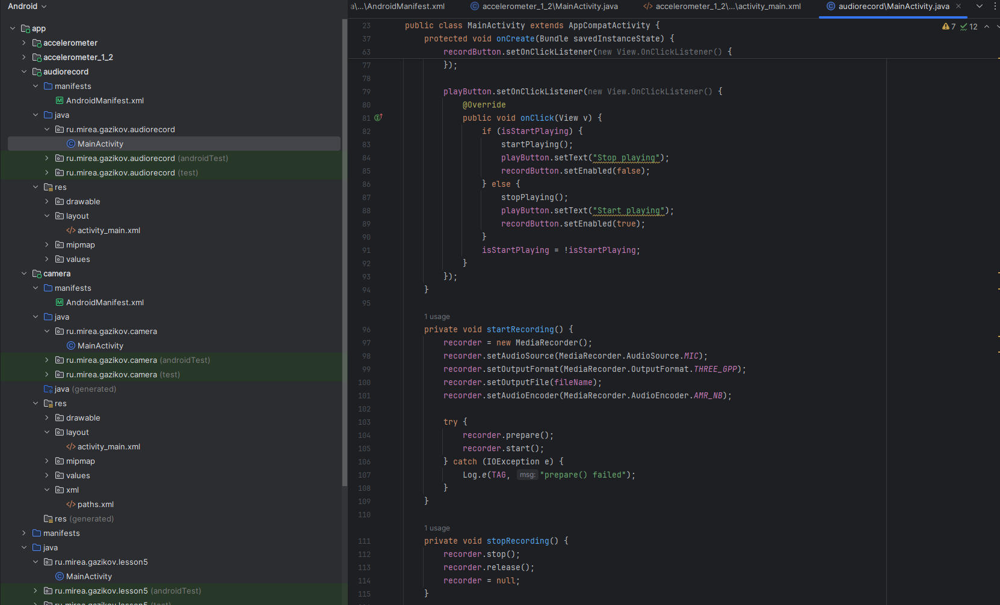 Android
app
accelerometer
accelerometer_1_2
audiorecord
manifests
AndroidManifest.xml
java
ru.mirea.gazikov.audiorecord
MainActivity
ru.mirea.gazikov.audiorecord (androidTest)
ru.mirea.gazikov.audiorecord (test)
res
drawable
layout
activity_main.xml
mipmap
values
camera
manifests
AndroidManifest.xml
java
ru.mirea.gazikov.camera
MainActivity
ru.mirea.gazikov.camera (androidTest)
ru.mirea.gazikov.camera (test)
java (generated)
res
drawable
layout
activity_main.xml
mipmap
values
xml
paths.xml
res (generated)
manifests
java
ru.mirea.gazikov.lesson5
MainActivity
ru.mirea.gazikov.lesson5 (androidTest)
ru.mirea.gazikov.lesson5 (test)
a\...\AndroidManifest.xml accelerometer_1_2\MainActivity.java accelerometer_1_2\...\activity_main.xml audiorecord\MainActivity.java
7 12
23 public class MainActivity extends AppCompatActivity {
37 protected void onCreate(Bundle savedInstanceState) {
63 recordButton.setOnClickListener(new View.OnClickListener() {
77 });
78
79 playButton.setOnClickListener(new View.OnClickListener() {
80 @Override
81 public void onClick(View v) {
82 if (isStartPlaying) {
83 startPlaying();
84 playButton.setText("Stop playing");
85 recordButton.setEnabled(false);
86 } else {
87 stopPlaying();
88 playButton.setText("Start playing");
89 recordButton.setEnabled(true);
90 }
91 isStartPlaying = !isStartPlaying;
92 }
93 });
94 }
95
1 usage
96 private void startRecording() {
97 recorder = new MediaRecorder();
98 recorder.setAudioSource(MediaRecorder.AudioSource.MIC);
99 recorder.setOutputFormat(MediaRecorder.OutputFormat.THREE_GPP);
100 recorder.setOutputFile(fileName);
101 recorder.setAudioEncoder(MediaRecorder.AudioEncoder.AMR_NB);
102
103 try {
104 recorder.prepare();
105 recorder.start();
106 } catch (IOException e) {
107 Log.e(TAG, msg: "prepare() failed");
108 }
109 }
110
1 usage
111 private void stopRecording() {
112 recorder.stop();
113 recorder.release();
114 recorder = null;
115 }